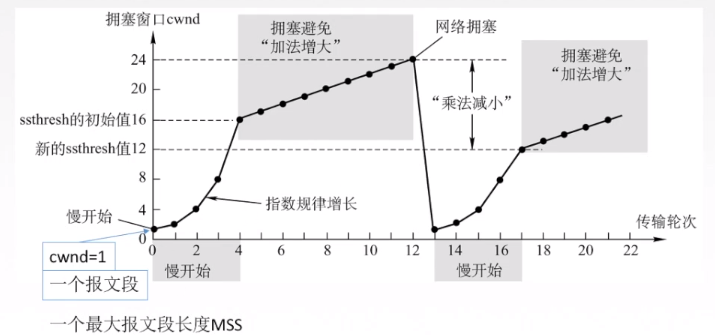 拥塞窗口cwnd
拥塞避免
“加法增大”
网络拥塞
拥塞避免
“加法增大”
24
20
ssthresh的初始值16
“乘法减小”
新的ssthresh值12
8
4
0
指数规律增长
慢开始
传输轮次
0 2 4 6 8 10 12 14 16 18 20 22
cwnd=1
慢开始
慢开始
一个报文段
一个最大报文段长度MSS